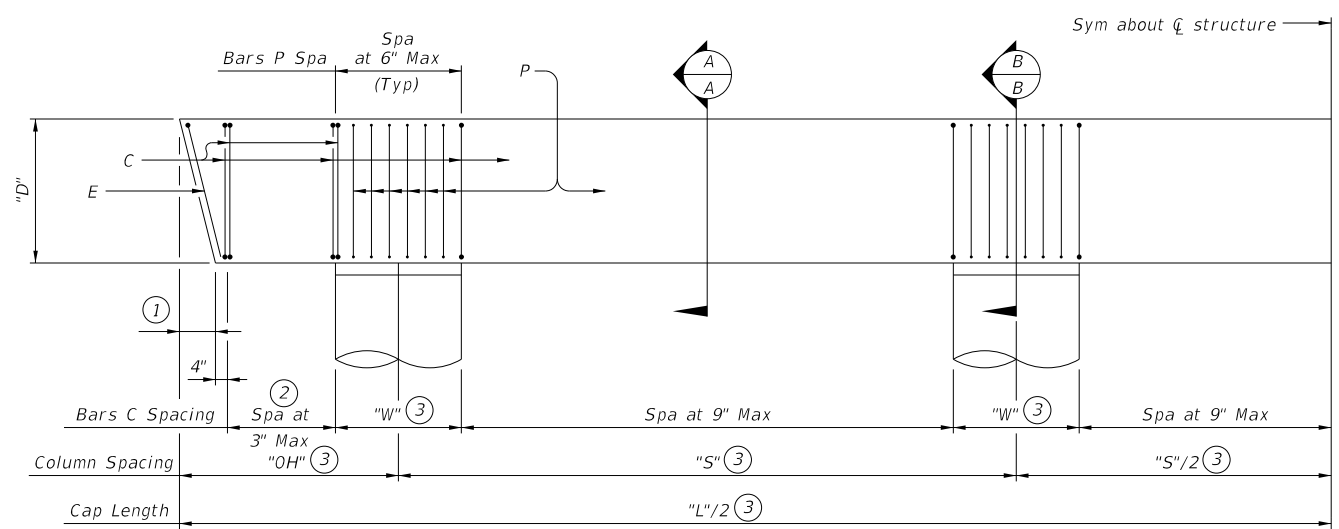 Sym about ℄ structure
Spa
Bars P Spa
at 6" Max
(Typ)
P
A
A
B
B
C
E
"D"
1
4"
2
Bars C Spacing
Spa at
3" Max
"W" 3
Spa at 9" Max
"W" 3
Spa at 9" Max
Column Spacing
"OH" 3
"S" 3
"S"/2 3
Cap Length
"L"/2 3